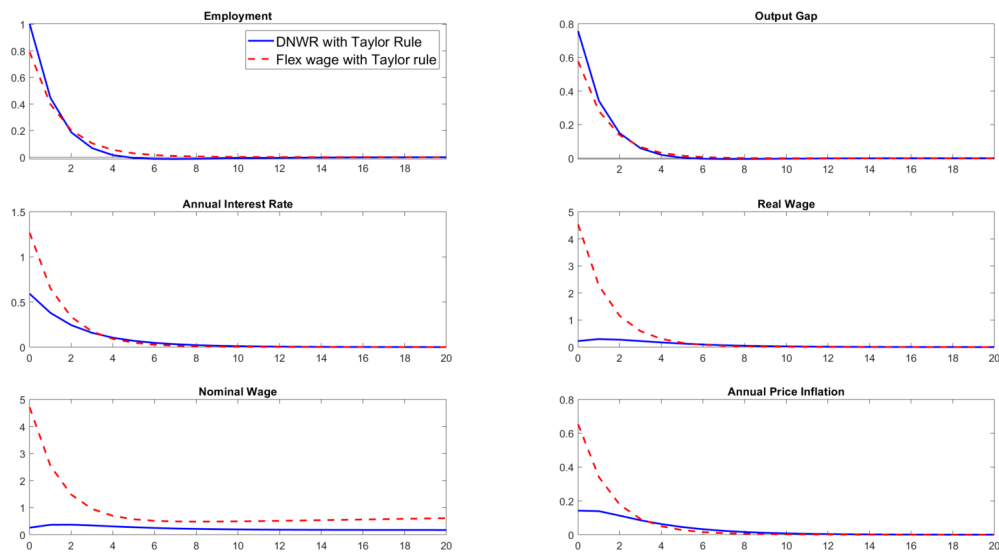 Employment
1
0.8
0.6
0.4
0.2
0
2 4 6 8 10 12 14 16 18
DNWR with Taylor Rule
Flex wage with Taylor rule
Output Gap
0.8
0.6
0.4
0.2
0
2 4 6 8 10 12 14 16 18 20
Annual Interest Rate
1.5
1
0.5
0
0 2 4 6 8 10 12 14 16 18 20
Real Wage
5
4
3
2
1
0
0 2 4 6 8 10 12 14 16 18 20
Nominal Wage
5
4
3
2
1
0
0 2 4 6 8 10 12 14 16 18 20
Annual Price Inflation
0.8
0.6
0.4
0.2
0
0 2 4 6 8 10 12 14 16 18 20